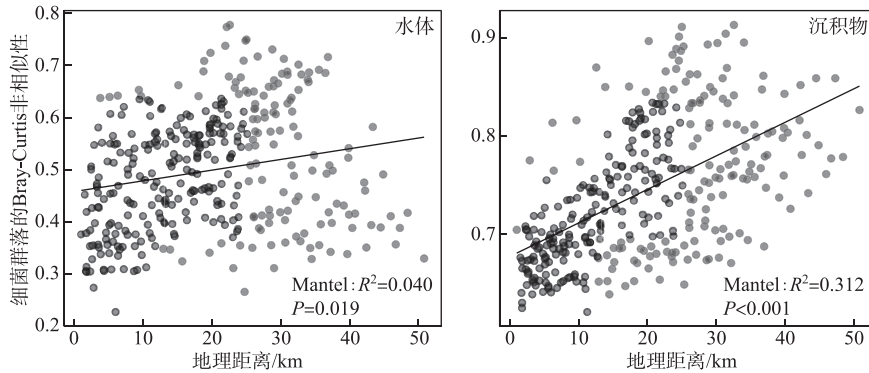 细菌群落的Bray-Curtis非相似性
0.8
0.7
0.6
0.5
0.4
0.3
0.2
水体
Mantel:R²=0.040
P=0.019
0 10 20 30 40 50
地理距离/km
0.9
0.8
0.7
沉积物
Mantel:R²=0.312
P<0.001
0 10 20 30 40 50
地理距离/km